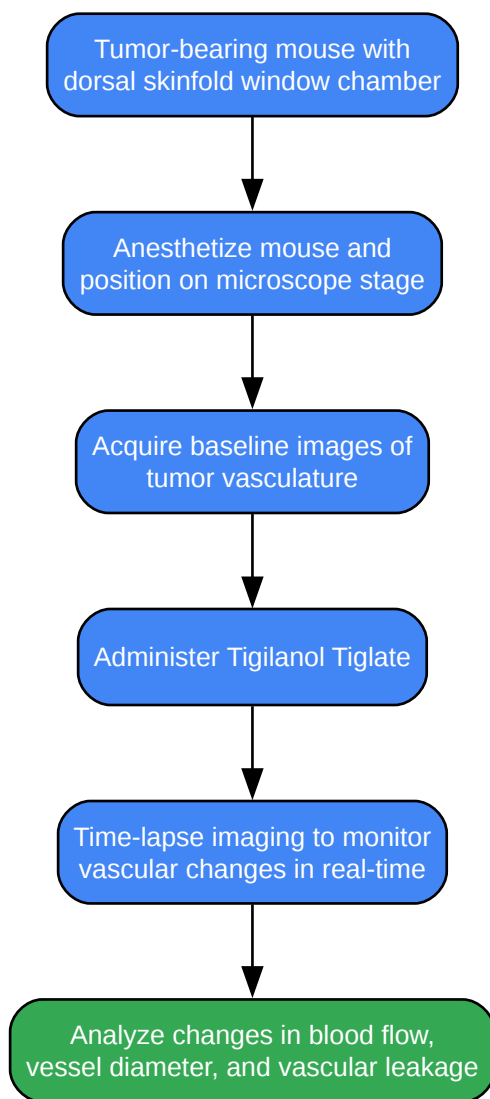 Tumor-bearing mouse with
dorsal skinfold window chamber
Anesthetize mouse and
position on microscope stage
Acquire baseline images of
tumor vasculature
Administer Tigilanol Tiglate
Time-lapse imaging to monitor
vascular changes in real-time
Analyze changes in blood flow,
vessel diameter, and vascular leakage